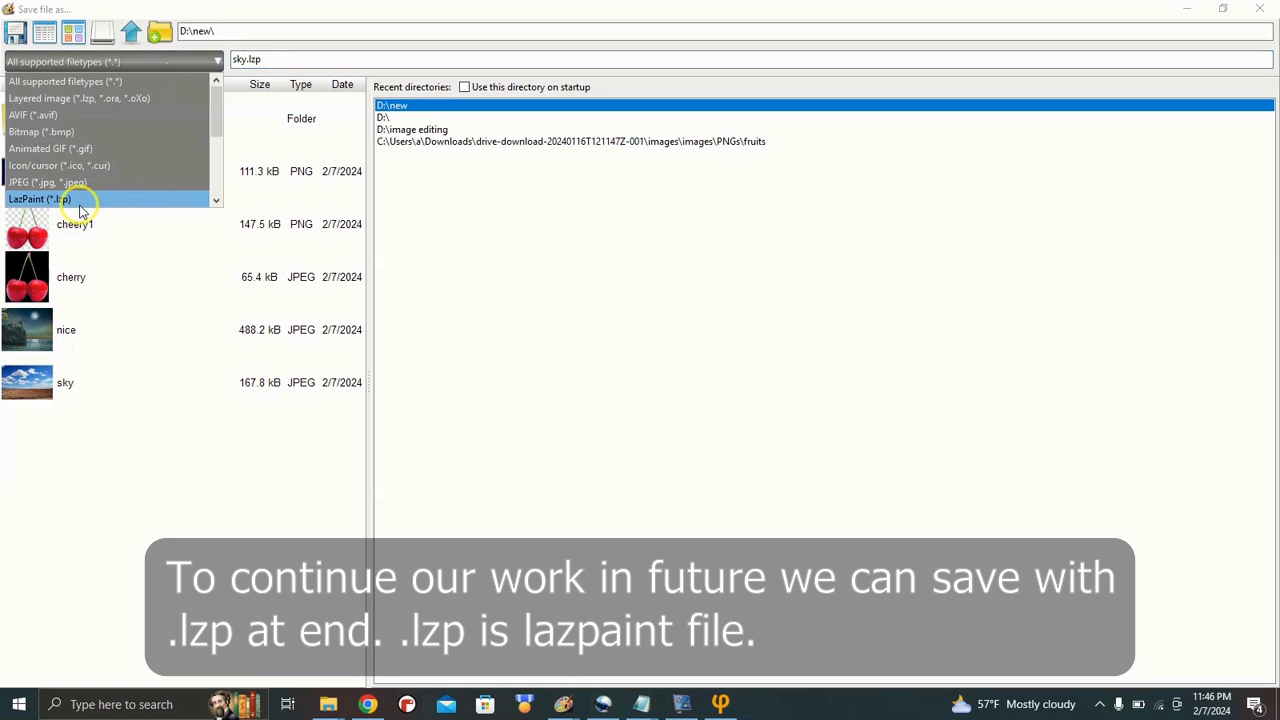 Save file as...
D:\new\
All supported filetypes (*.*)
sky.lzp
All supported filetypes (*.*)
Layered image (*.lzp, *.ora, *.oXo)
AVIF (*.avif)
Bitmap (*.bmp)
Animated GIF (*.gif)
Icon/cursor (*.ico, *.cur)
JPEG (*.jpg, *.jpeg)
LazPaint (*.lzp)
Size Type Date
Folder
111.3 kB PNG 2/7/2024
cheery1 147.5 kB PNG 2/7/2024
cherry 65.4 kB JPEG 2/7/2024
nice 488.2 kB JPEG 2/7/2024
sky 167.8 kB JPEG 2/7/2024
Recent directories: Use this directory on startup
D:\new
D:\
D:\image editing
C:\Users\a\Downloads\drive-download-20240116T121147Z-001\images\images\PNGs\fruits
To continue our work in future we can save with
.lzp at end. .lzp is lazpaint file.
Type here to search
57°F Mostly cloudy
11:46 PM
2/7/2024
4